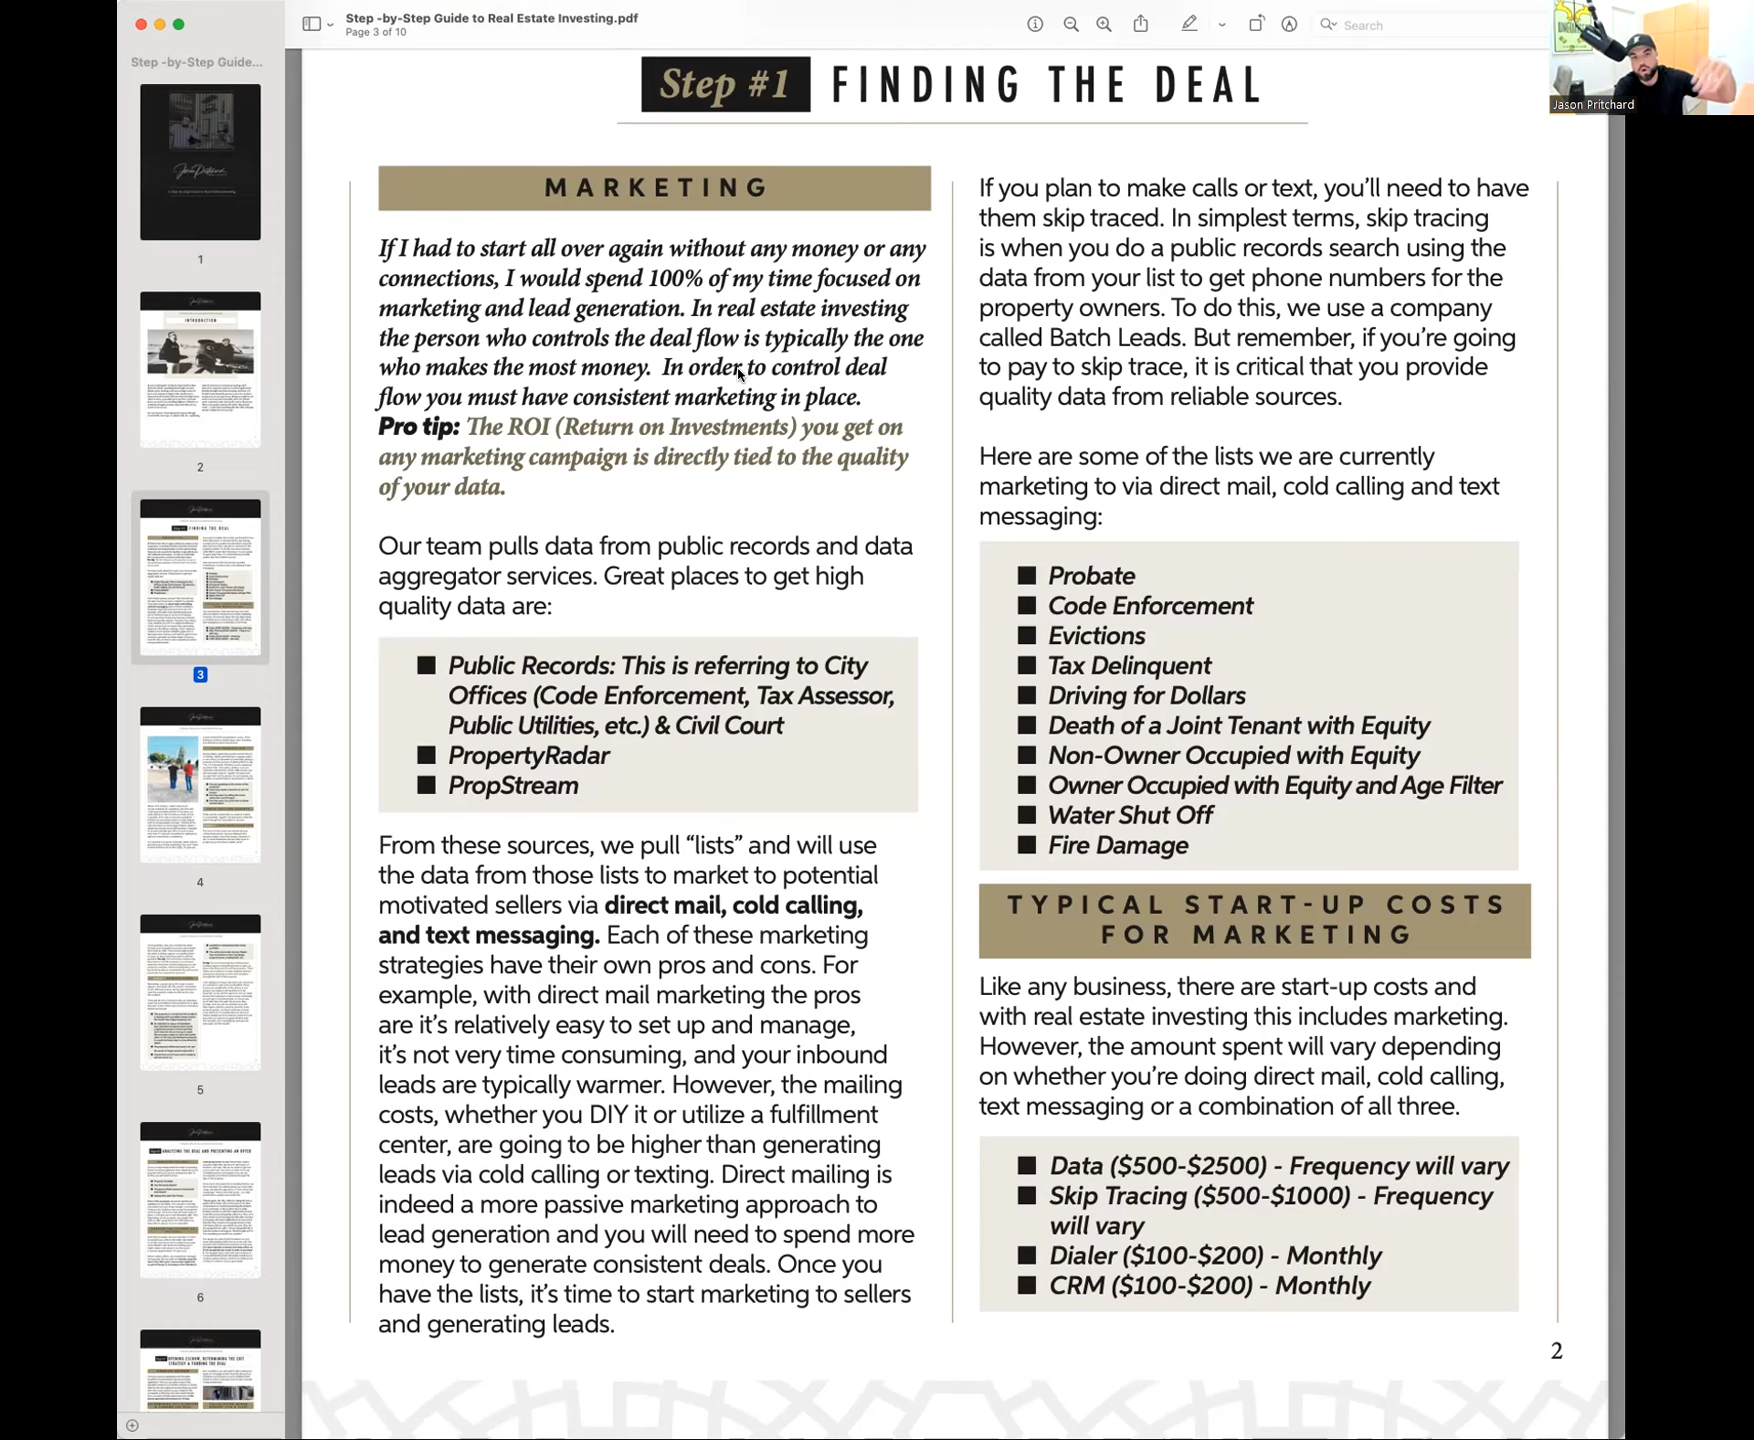 Step -by-Step Guide to Real Estate Investing.pdf
Page 3 of 10
Search
Step -by-Step Guide...
1
2
3
4
5
6
Jason Pritchard
Step #1 FINDING THE DEAL
MARKETING
If I had to start all over again without any money or any
connections, I would spend 100% of my time focused on
marketing and lead generation. In real estate investing
the person who controls the deal flow is typically the one
who makes the most money.  In order to control deal
flow you must have consistent marketing in place.
Pro tip: The ROI (Return on Investments) you get on
any marketing campaign is directly tied to the quality
of your data.
Our team pulls data from public records and data
aggregator services. Great places to get high
quality data are:
■ Public Records: This is referring to City
Offices (Code Enforcement, Tax Assessor,
Public Utilities, etc.) & Civil Court
■ PropertyRadar
■ PropStream
From these sources, we pull “lists” and will use
the data from those lists to market to potential
motivated sellers via direct mail, cold calling,
and text messaging. Each of these marketing
strategies have their own pros and cons. For
example, with direct mail marketing the pros
are it’s relatively easy to set up and manage,
it’s not very time consuming, and your inbound
leads are typically warmer. However, the mailing
costs, whether you DIY it or utilize a fulfillment
center, are going to be higher than generating
leads via cold calling or texting. Direct mailing is
indeed a more passive marketing approach to
lead generation and you will need to spend more
money to generate consistent deals. Once you
have the lists, it’s time to start marketing to sellers
and generating leads.
If you plan to make calls or text, you’ll need to have
them skip traced. In simplest terms, skip tracing
is when you do a public records search using the
data from your list to get phone numbers for the
property owners. To do this, we use a company
called Batch Leads. But remember, if you’re going
to pay to skip trace, it is critical that you provide
quality data from reliable sources.
Here are some of the lists we are currently
marketing to via direct mail, cold calling and text
messaging:
■ Probate
■ Code Enforcement
■ Evictions
■ Tax Delinquent
■ Driving for Dollars
■ Death of a Joint Tenant with Equity
■ Non-Owner Occupied with Equity
■ Owner Occupied with Equity and Age Filter
■ Water Shut Off
■ Fire Damage
TYPICAL START-UP COSTS
FOR MARKETING
Like any business, there are start-up costs and
with real estate investing this includes marketing.
However, the amount spent will vary depending
on whether you’re doing direct mail, cold calling,
text messaging or a combination of all three.
■ Data ($500-$2500) - Frequency will vary
■ Skip Tracing ($500-$1000) - Frequency
will vary
■ Dialer ($100-$200) - Monthly
■ CRM ($100-$200) - Monthly
2